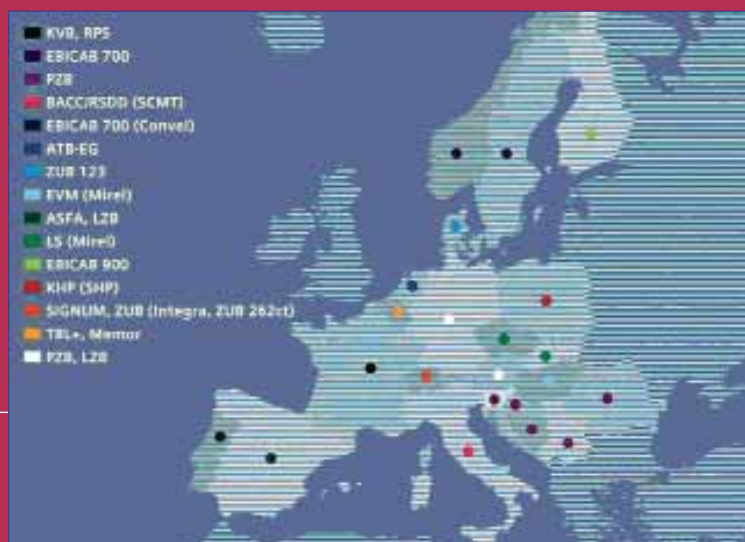 KVB, RPS
EBICAB 700
PZB
BACC/RSDD (SCMT)
EBICAB 700 (Convel)
ATB-EG
ZUB 123
EVM (Mirel)
ASFA, LZB
LS (Mirel)
EBICAB 900
KHP (SHP)
SIGNUM, ZUB (Integra, ZUB 262ct)
TBL+, Memor
PZB, LZB